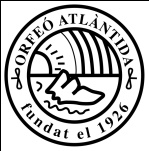 ORFEÓ ATLÀNTIDA
fundat el 1926